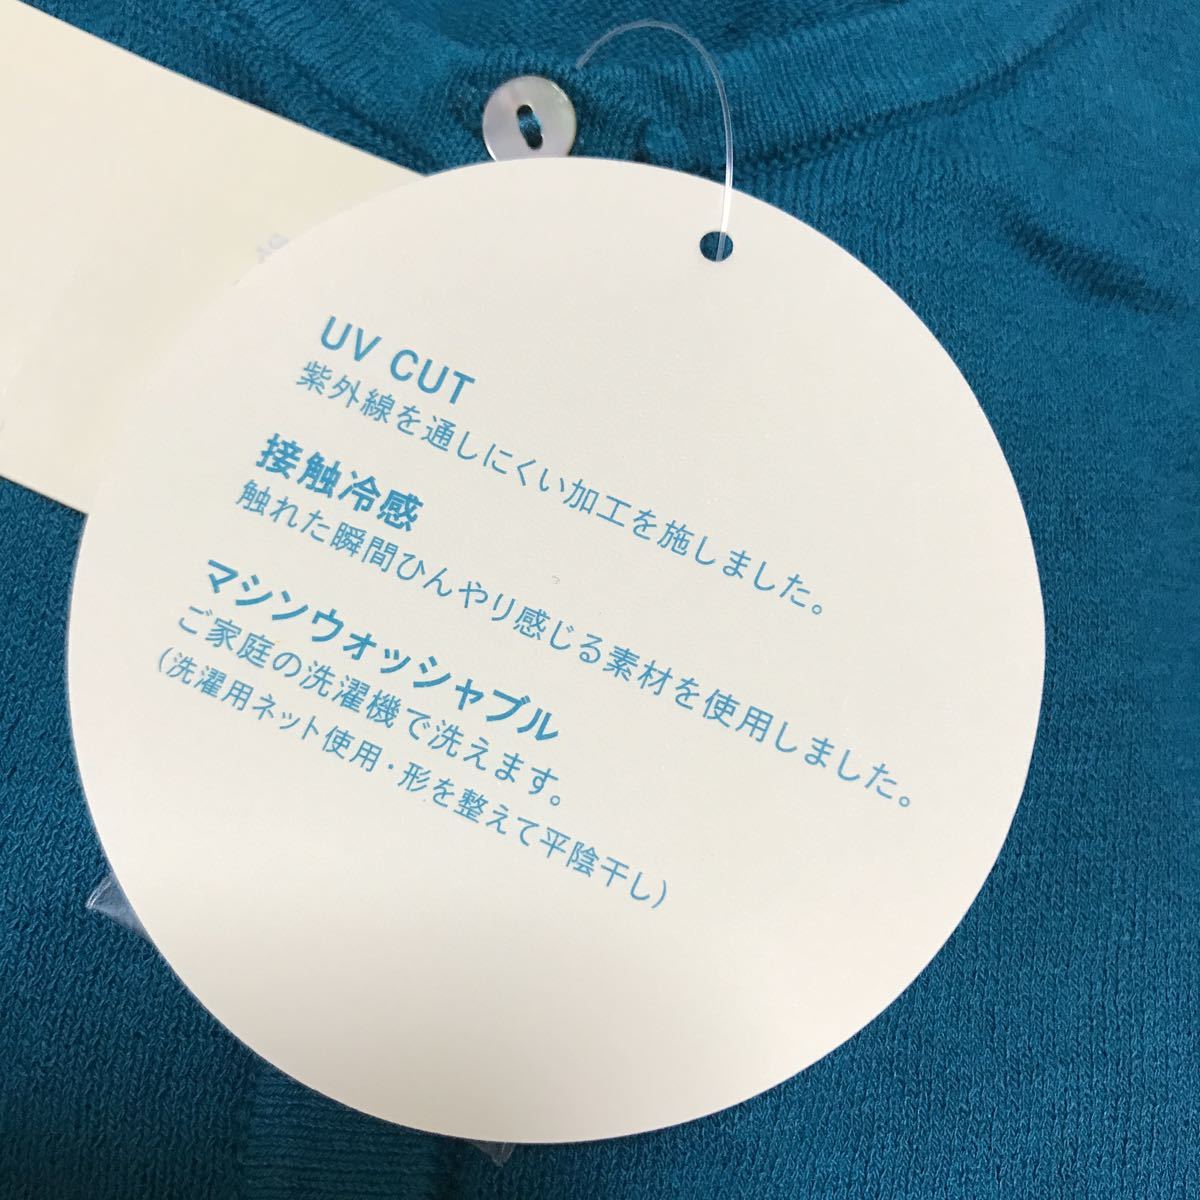 UV CUT
紫外線を通しにくい加工を施しました。
接触冷感
触れた瞬間ひんやり感じる素材を使用しました。
マシンウォッシャブル
ご家庭の洗濯機で洗えます。
(洗濯用ネット使用・形を整えて平陰干し)